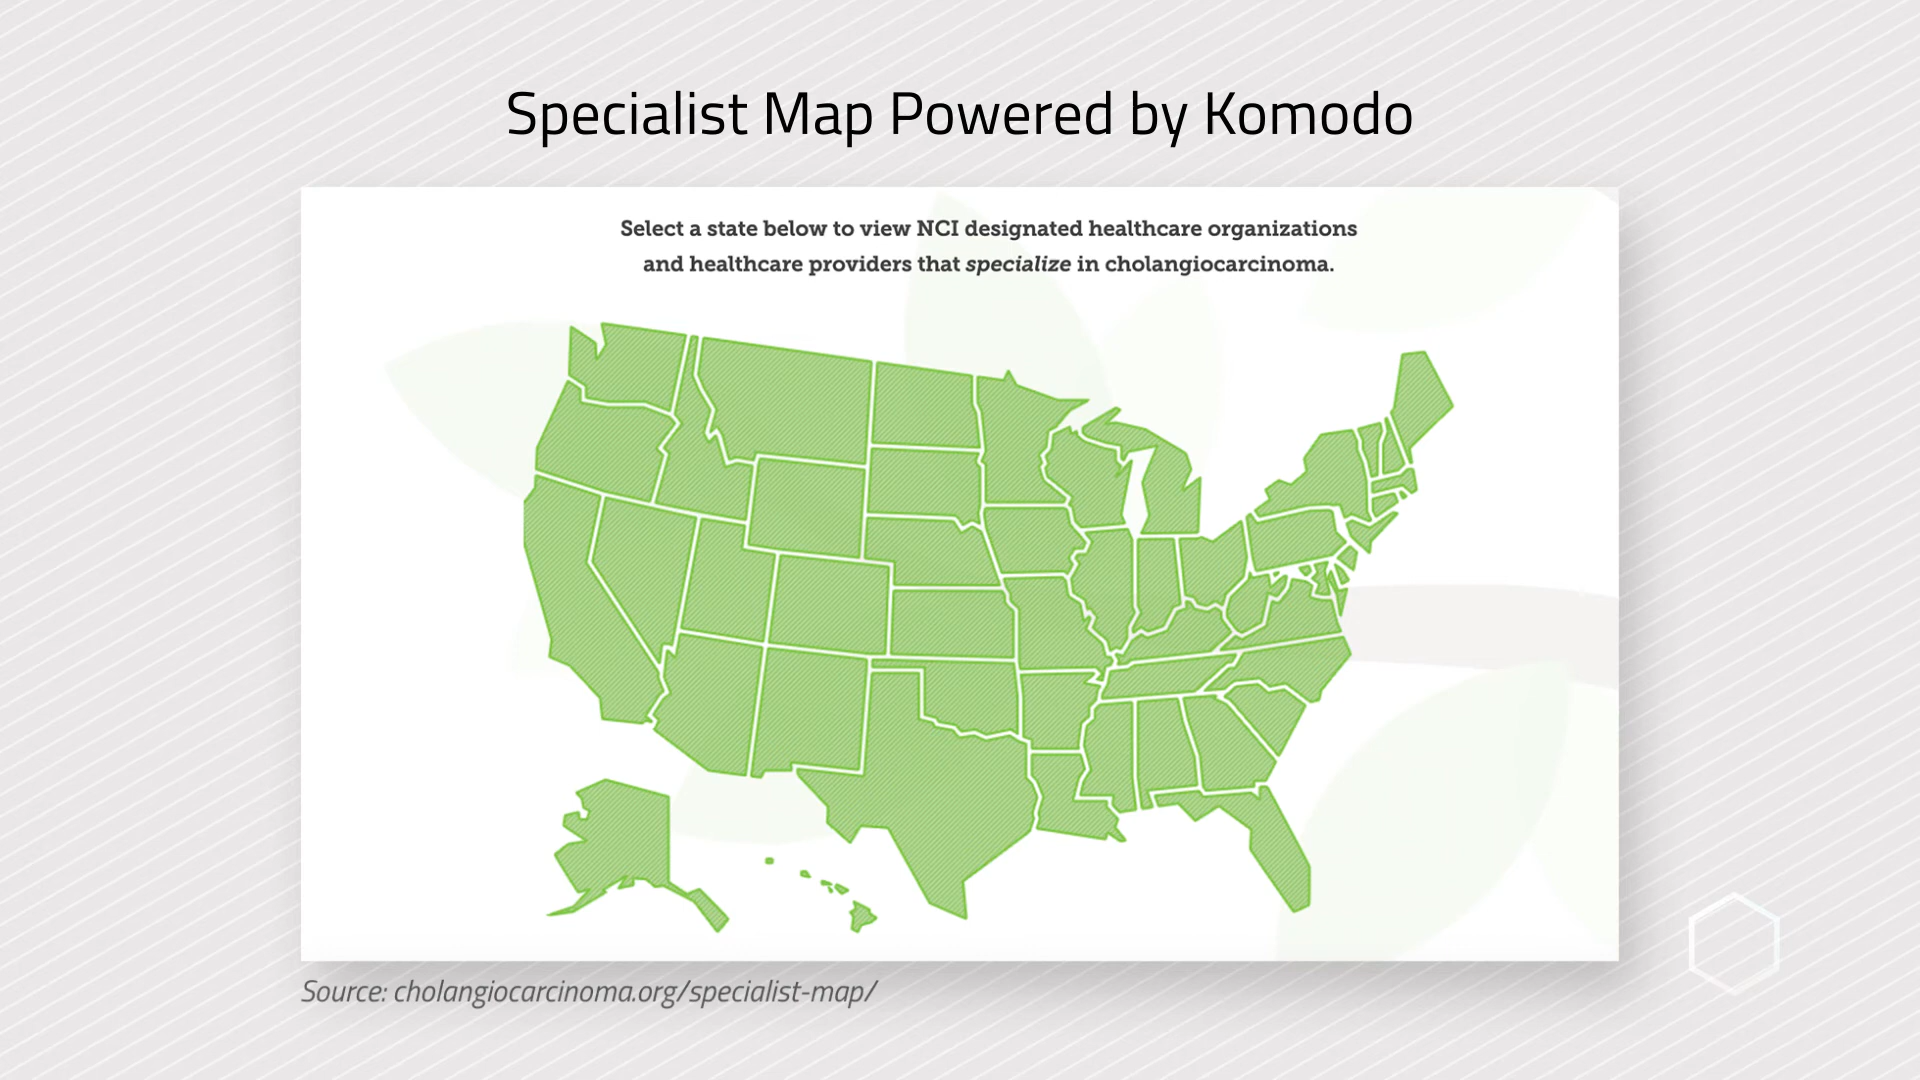 Specialist Map Powered by Komodo
Select a state below to view NCI designated healthcare organizations
and healthcare providers that specialize in cholangiocarcinoma.
Source: cholangiocarcinoma.org/specialist-map/